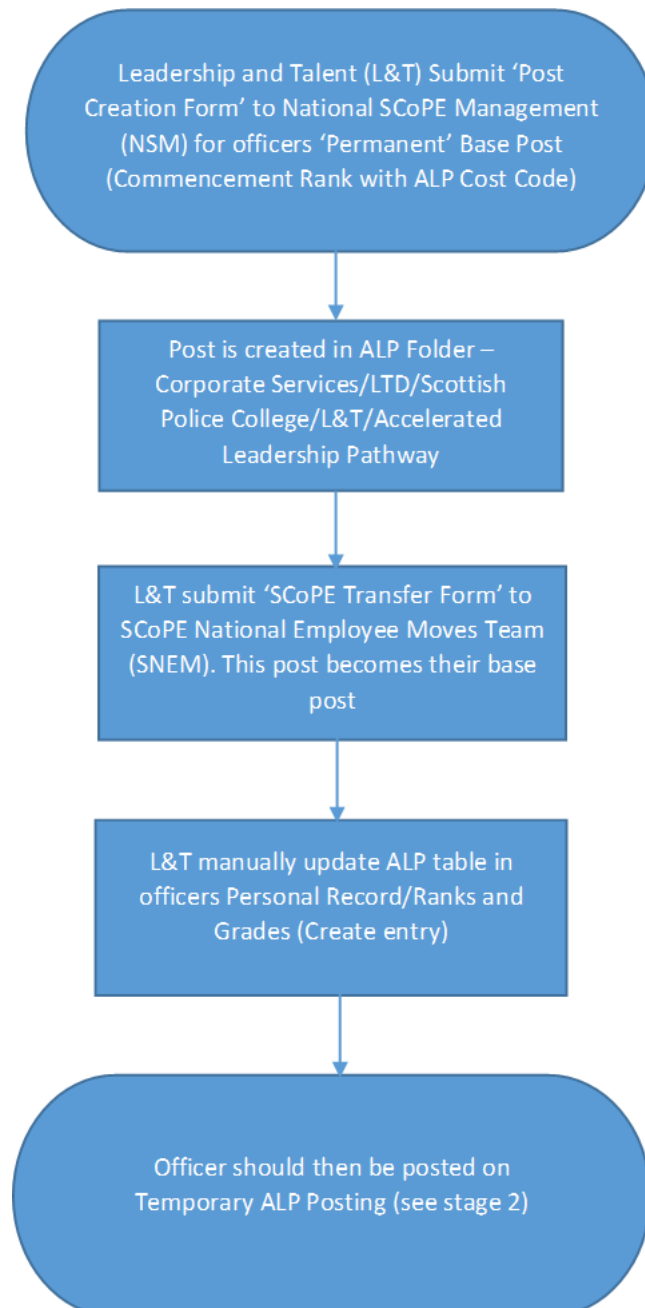 Leadership and Talent (L&T) Submit ‘Post
Creation Form’ to National SCoPE Management
(NSM) for officers ‘Permanent’ Base Post
(Commencement Rank with ALP Cost Code)
Post is created in ALP Folder –
Corporate Services/LTD/Scottish
Police College/L&T/Accelerated
Leadership Pathway
L&T submit ‘SCoPE Transfer Form’ to
SCoPE National Employee Moves Team
(SNEM). This post becomes their base
post
L&T manually update ALP table in
officers Personal Record/Ranks and
Grades (Create entry)
Officer should then be posted on
Temporary ALP Posting (see stage 2)